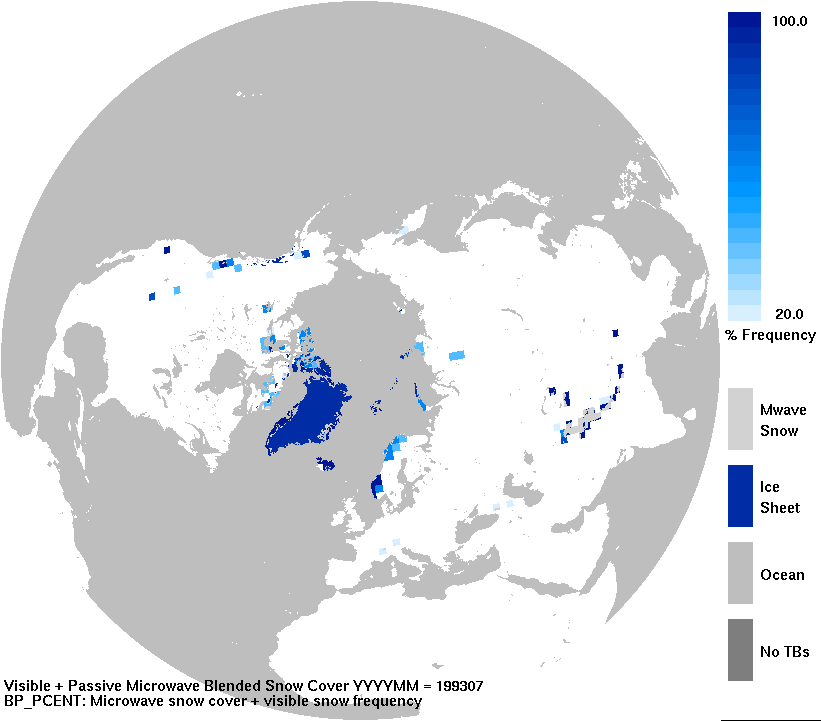 100.0
20.0
% Frequency
Mwave
Snow
Ice
Sheet
Ocean
No TBs
Visible + Passive Microwave Blended Snow Cover YYYYMM = 199307
BP_PCENT: Microwave snow cover + visible snow frequency